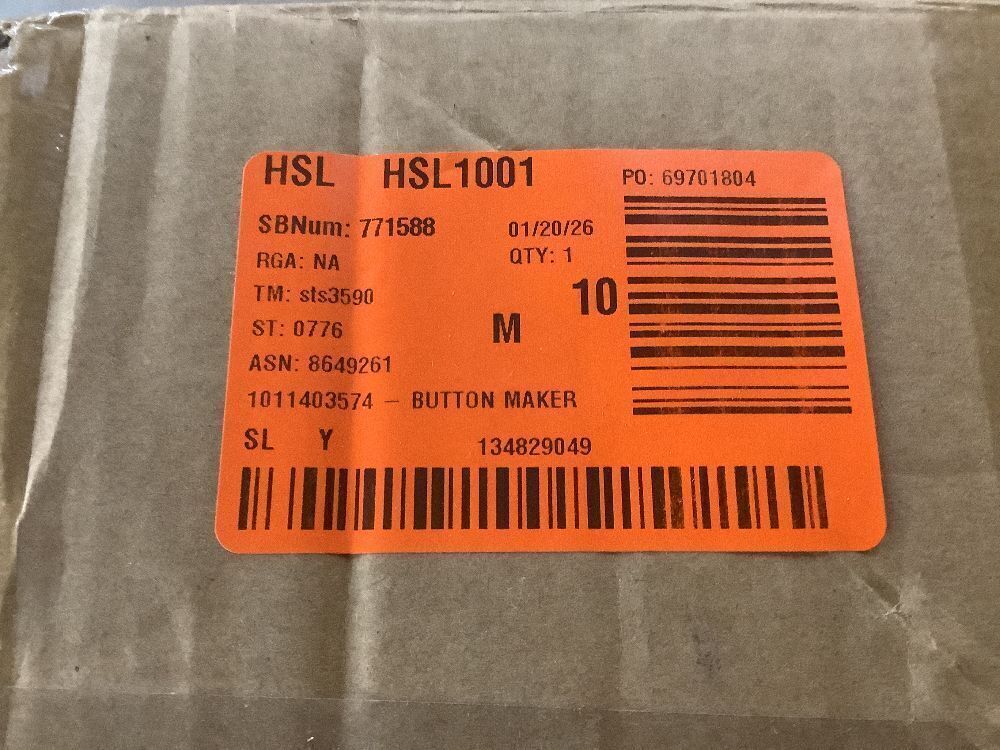 HSL HSL1001
PO: 69701804
SBNum: 771588
01/20/26
RGA: NA
QTY: 1
TM: sts3590
10
ST: 0776
M
ASN: 8649261
1011403574 - BUTTON MAKER
SL Y
134829049